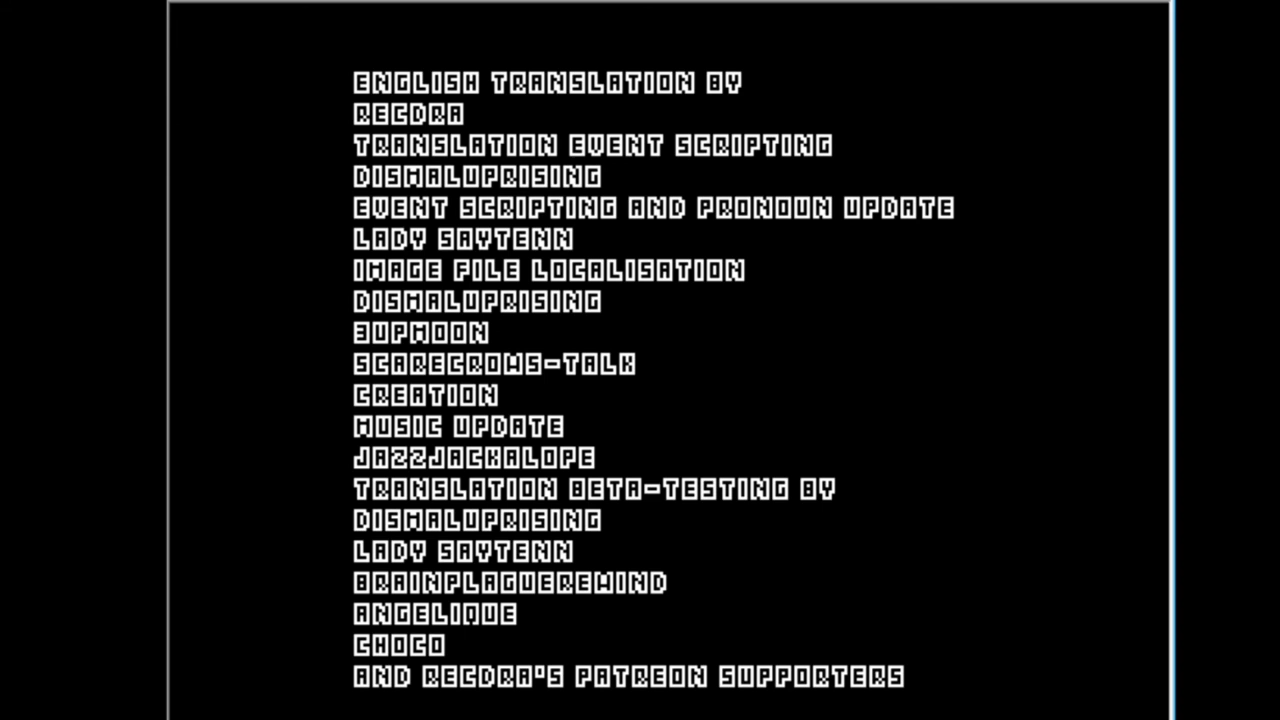 ENGLISH TRANSLATION BY
RECDRA
TRANSLATION EVENT SCRIPTING
DISMALUPRISING
EVENT SCRIPTING AND PRONOUN UPDATE
LADY SAYTENN
IMAGE FILE LOCALISATION
DISMALUPRISING
3UPMOON
SCARECROWS-TALK
CREATION
MUSIC UPDATE
JAZZJACKALOPE
TRANSLATION BETA-TESTING BY
DISMALUPRISING
LADY SAYTENN
BRAINPLAGUEREWIND
ANGELIQUE
CHOCO
AND RECDRA'S PATREON SUPPORTERS